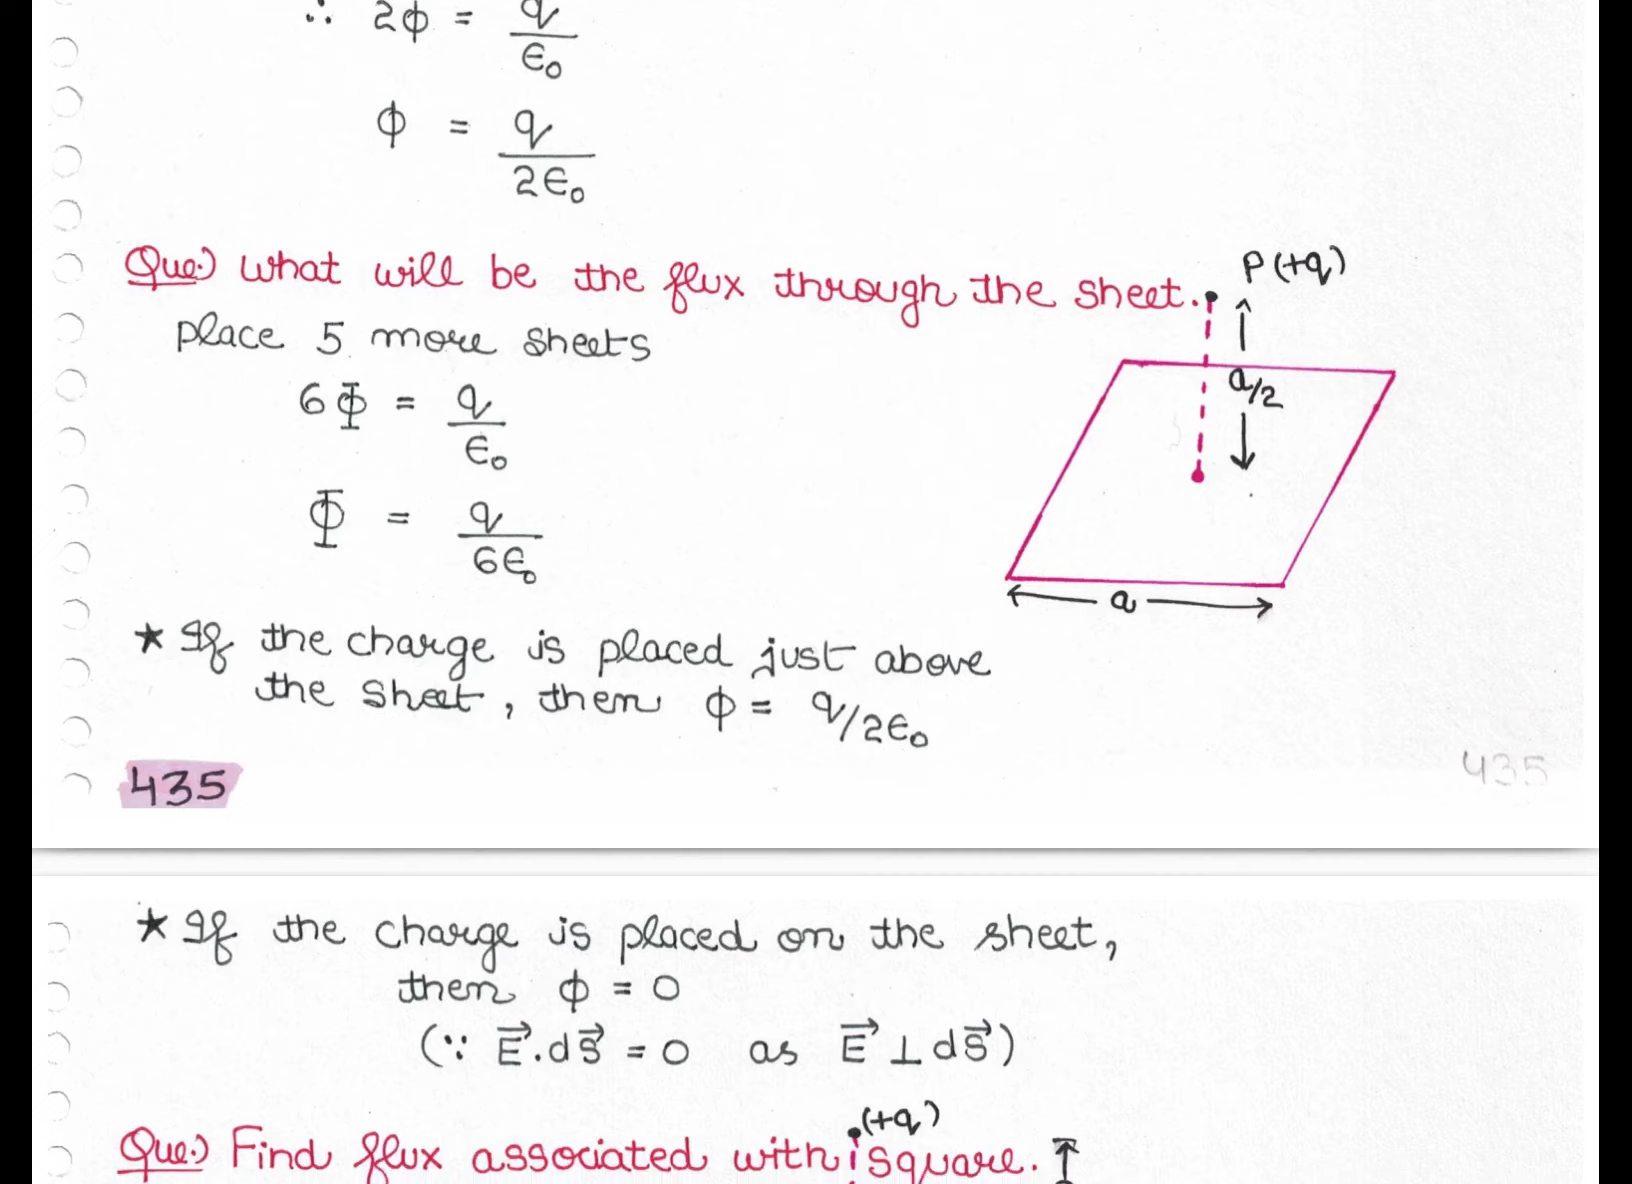 ∴ 2ϕ = q/ϵ₀
ϕ = q/2ϵ₀
Que.) what will be the flux through the sheet.
P (+q)
place 5 more sheets
6Φ = q/ϵ₀
a/2
Φ = q/6ϵ₀
a
★ If the charge is placed just above
the sheet, then ϕ = q/2ϵ₀
435
435
★ If the charge is placed on the sheet,
then ϕ = 0
(∵ E⃗.dS⃗ = 0 as E⃗ ⊥ dS⃗)
(+q)
Que.) Find flux associated with square.